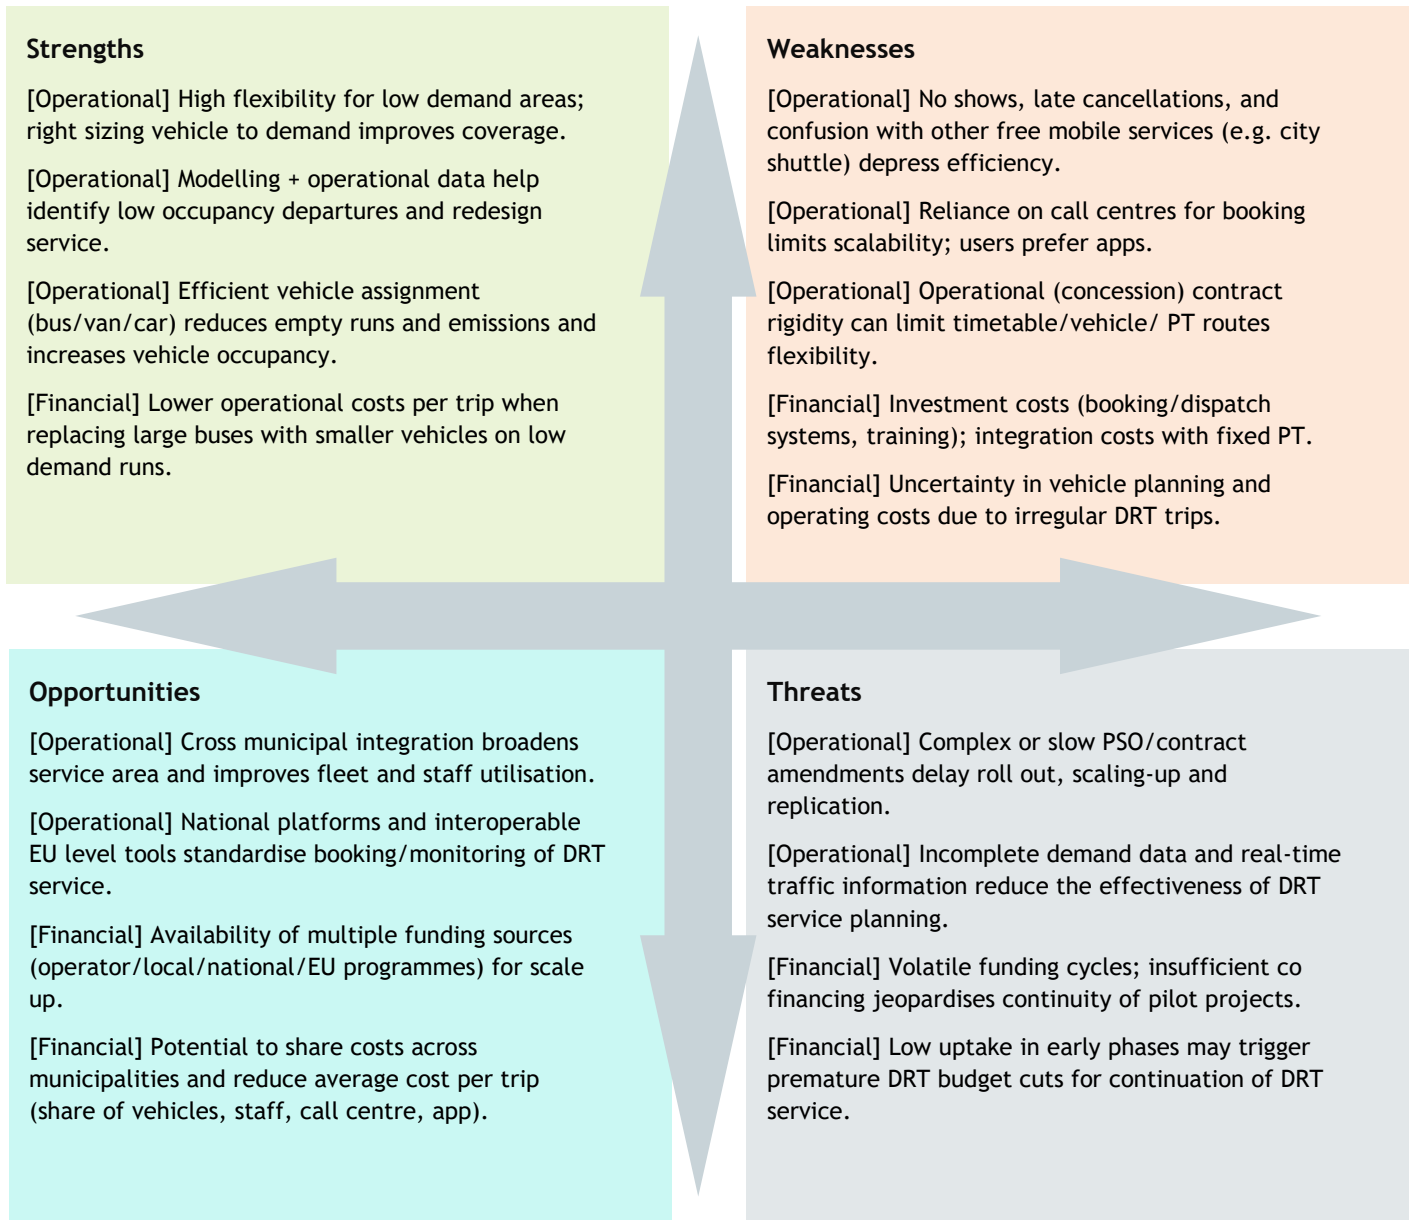 Strengths
[Operational] High flexibility for low demand areas;
right sizing vehicle to demand improves coverage.
[Operational] Modelling + operational data help
identify low occupancy departures and redesign
service.
[Operational] Efficient vehicle assignment
(bus/van/car) reduces empty runs and emissions and
increases vehicle occupancy.
[Financial] Lower operational costs per trip when
replacing large buses with smaller vehicles on low
demand runs.
Weaknesses
[Operational] No shows, late cancellations, and
confusion with other free mobile services (e.g. city
shuttle) depress efficiency.
[Operational] Reliance on call centres for booking
limits scalability; users prefer apps.
[Operational] Operational (concession) contract
rigidity can limit timetable/vehicle/ PT routes
flexibility.
[Financial] Investment costs (booking/dispatch
systems, training); integration costs with fixed PT.
[Financial] Uncertainty in vehicle planning and
operating costs due to irregular DRT trips.
Opportunities
[Operational] Cross municipal integration broadens
service area and improves fleet and staff utilisation.
[Operational] National platforms and interoperable
EU level tools standardise booking/monitoring of DRT
service.
[Financial] Availability of multiple funding sources
(operator/local/national/EU programmes) for scale
up.
[Financial] Potential to share costs across
municipalities and reduce average cost per trip
(share of vehicles, staff, call centre, app).
Threats
[Operational] Complex or slow PSO/contract
amendments delay roll out, scaling-up and
replication.
[Operational] Incomplete demand data and real-time
traffic information reduce the effectiveness of DRT
service planning.
[Financial] Volatile funding cycles; insufficient co
financing jeopardises continuity of pilot projects.
[Financial] Low uptake in early phases may trigger
premature DRT budget cuts for continuation of DRT
service.